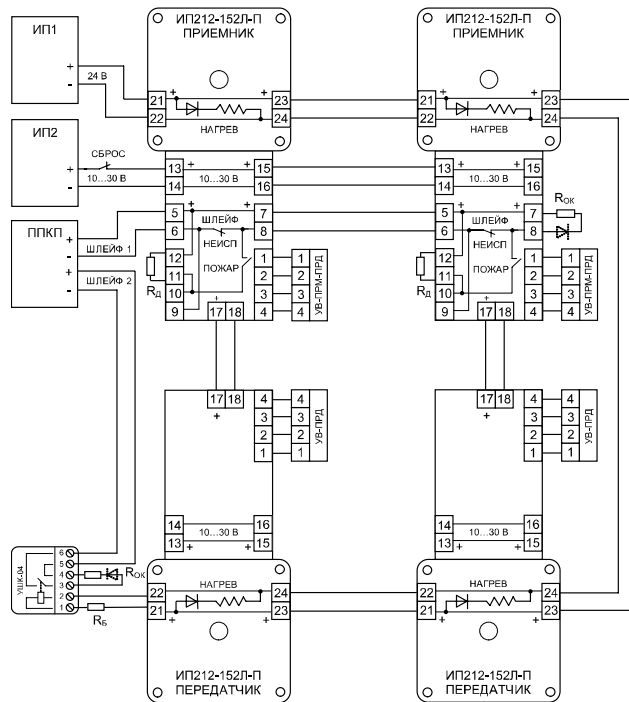 ИП1
+
24 В
-
ИП2
+
СБРОС
10...30 В
-
ППКП
+
ШЛЕЙФ 1
-
+
ШЛЕЙФ 2
-
ИП212-152Л-П
ПРИЕМНИК
+ +
21 23
22 24
НАГРЕВ
13 + + 15
10...30 В
14 16
5 + + 7
ШЛЕЙФ
6 8
НЕИСП
12 ПОЖАР 1 1
11 2 2
10 3 3
9 4 4
RД
+
17 18
УВ-ПРМ-ПРД
ИП212-152Л-П
ПРИЕМНИК
+ +
21 23
22 24
НАГРЕВ
13 + + 15
10...30 В
14 16
5 + + 7
ШЛЕЙФ
6 8
НЕИСП
RОК
12 ПОЖАР 1 1
11 2 2
10 3 3
9 4 4
RД
+
17 18
УВ-ПРМ-ПРД
17 18
+
4 4
3 3
2 2
1 1
УВ-ПРД
14 16
10...30 В
13 + + 15
НАГРЕВ
22 24
21 23
+ +
ИП212-152Л-П
ПЕРЕДАТЧИК
17 18
+
4 4
3 3
2 2
1 1
УВ-ПРД
14 16
10...30 В
13 + + 15
НАГРЕВ
22 24
21 23
+ +
ИП212-152Л-П
ПЕРЕДАТЧИК
УШК-04
6
5
4
3
2
1
RОК
RБ